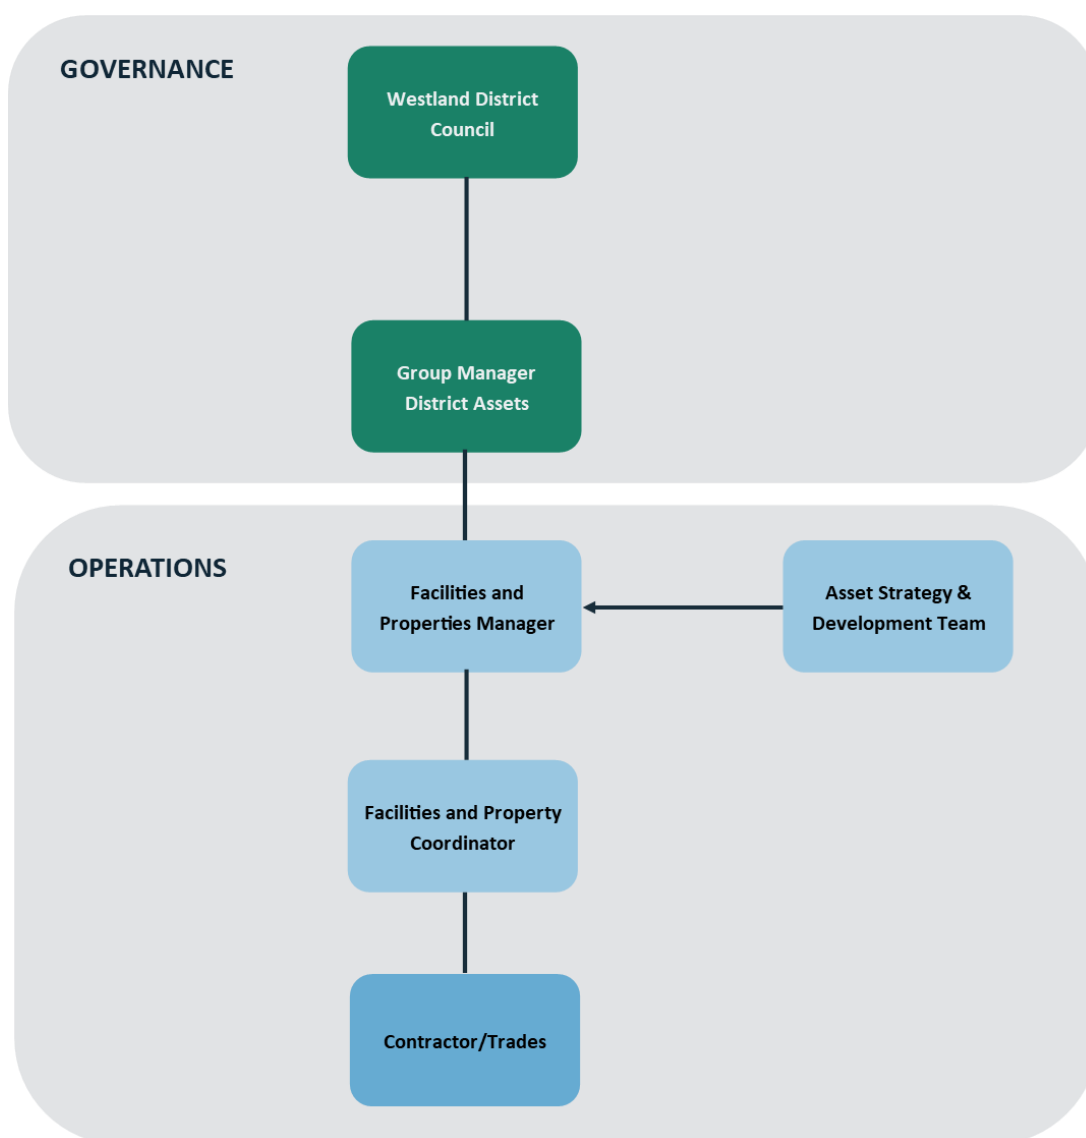 GOVERNANCE
Westland District
Council
Group Manager
District Assets
OPERATIONS
Facilities and
Properties Manager
Asset Strategy &
Development Team
Facilities and Property
Coordinator
Contractor/Trades